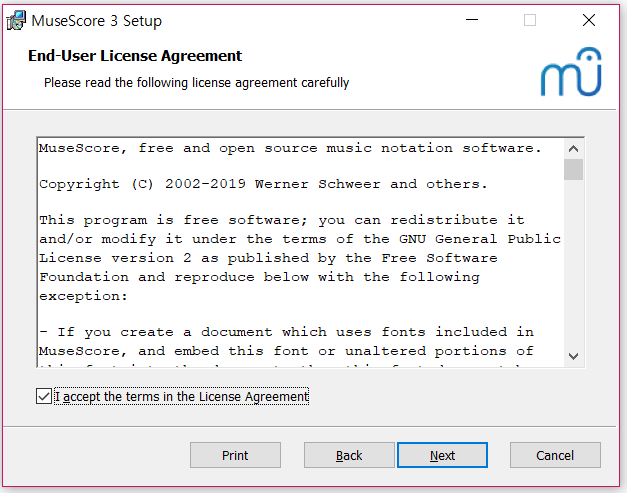 MuseScore 3 Setup
End-User License Agreement
Please read the following license agreement carefully
mu
MuseScore, free and open source music notation software.
Copyright (C) 2002-2019 Werner Schweer and others.
This program is free software; you can redistribute it
and/or modify it under the terms of the GNU General Public
License version 2 as published by the Free Software
Foundation and reproduce below with the following
exception:
- If you create a document which uses fonts included in
MuseScore, and embed this font or unaltered portions of
I accept the terms in the License Agreement
Print
Back
Next
Cancel